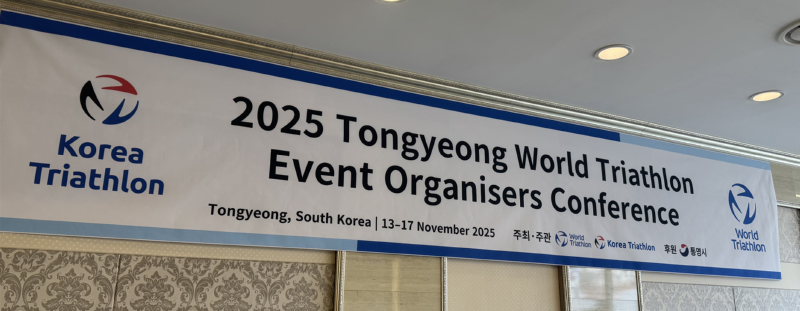 Korea
Triathlon
2025 Tongyeong World Triathlon
Event Organisers Conference
Tongyeong, South Korea | 13–17 November 2025
주최·주관 World Triathlon Korea Triathlon 후원 통영시
World
Triathlon